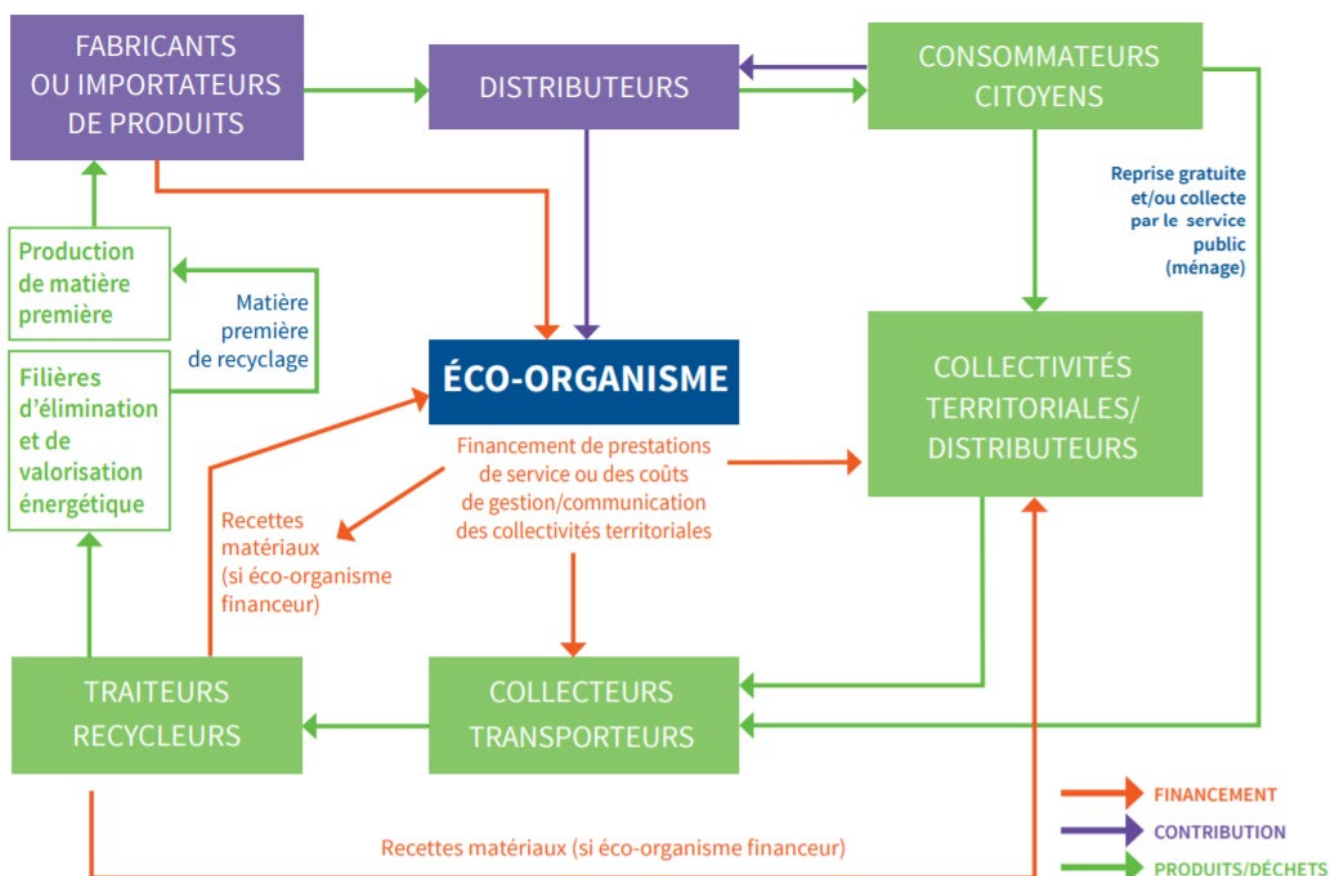 FABRICANTS
OU IMPORTATEURS
DE PRODUITS
DISTRIBUTEURS
CONSOMMATEURS
CITOYENS
Reprise gratuite
et/ou collecte
par le service
public
(ménage)
Production
de matière
première
Matière
première
de recyclage
Filières
d'élimination
et de
valorisation
énergétique
ÉCO-ORGANISME
COLLECTIVITÉS
TERRITORIALES/
DISTRIBUTEURS
Financement de prestations
de service ou des coûts
de gestion/communication
des collectivités territoriales
Recettes
matériaux
(si éco-organisme
financeur)
TRAITEURS
RECYCLEURS
COLLECTEURS
TRANSPORTEURS
Recettes matériaux (si éco-organisme financeur)
FINANCEMENT
CONTRIBUTION
PRODUITS/DÉCHETS